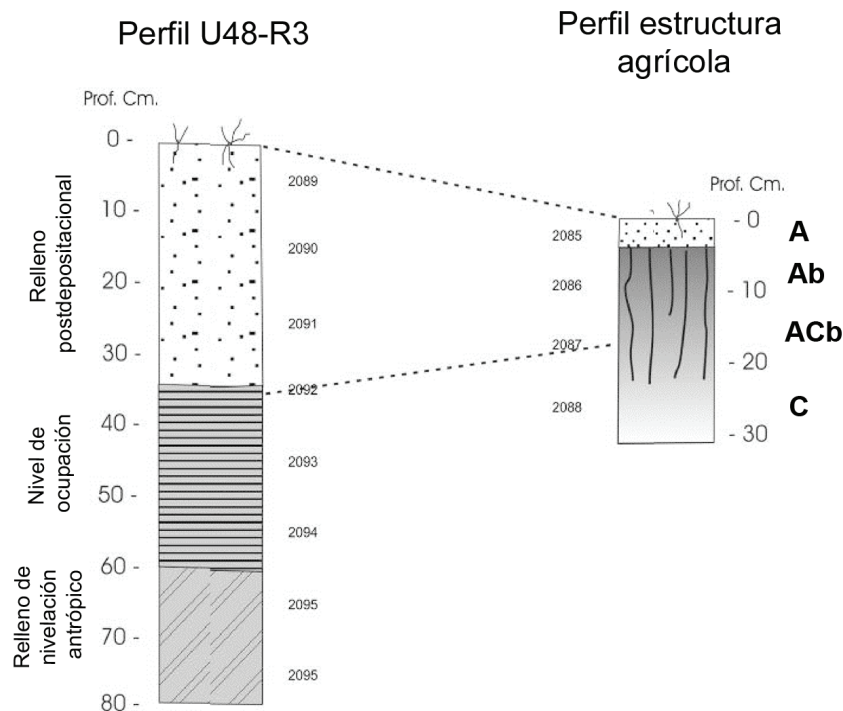 Perfil U48-R3
Prof. Cm.
0 -
10 -
20 -
30 -
40 -
50 -
60 -
70 -
80 -
Relleno
postdepositacional
Nivel de
ocupación
Relleno de
nivelación
antrópico
2089
2090
2091
2092
2093
2094
2095
2095
Perfil estructura
agrícola
Prof. Cm.
- 0
- 10
- 20
- 30
2085
2086
2087
2088
A
Ab
ACb
C